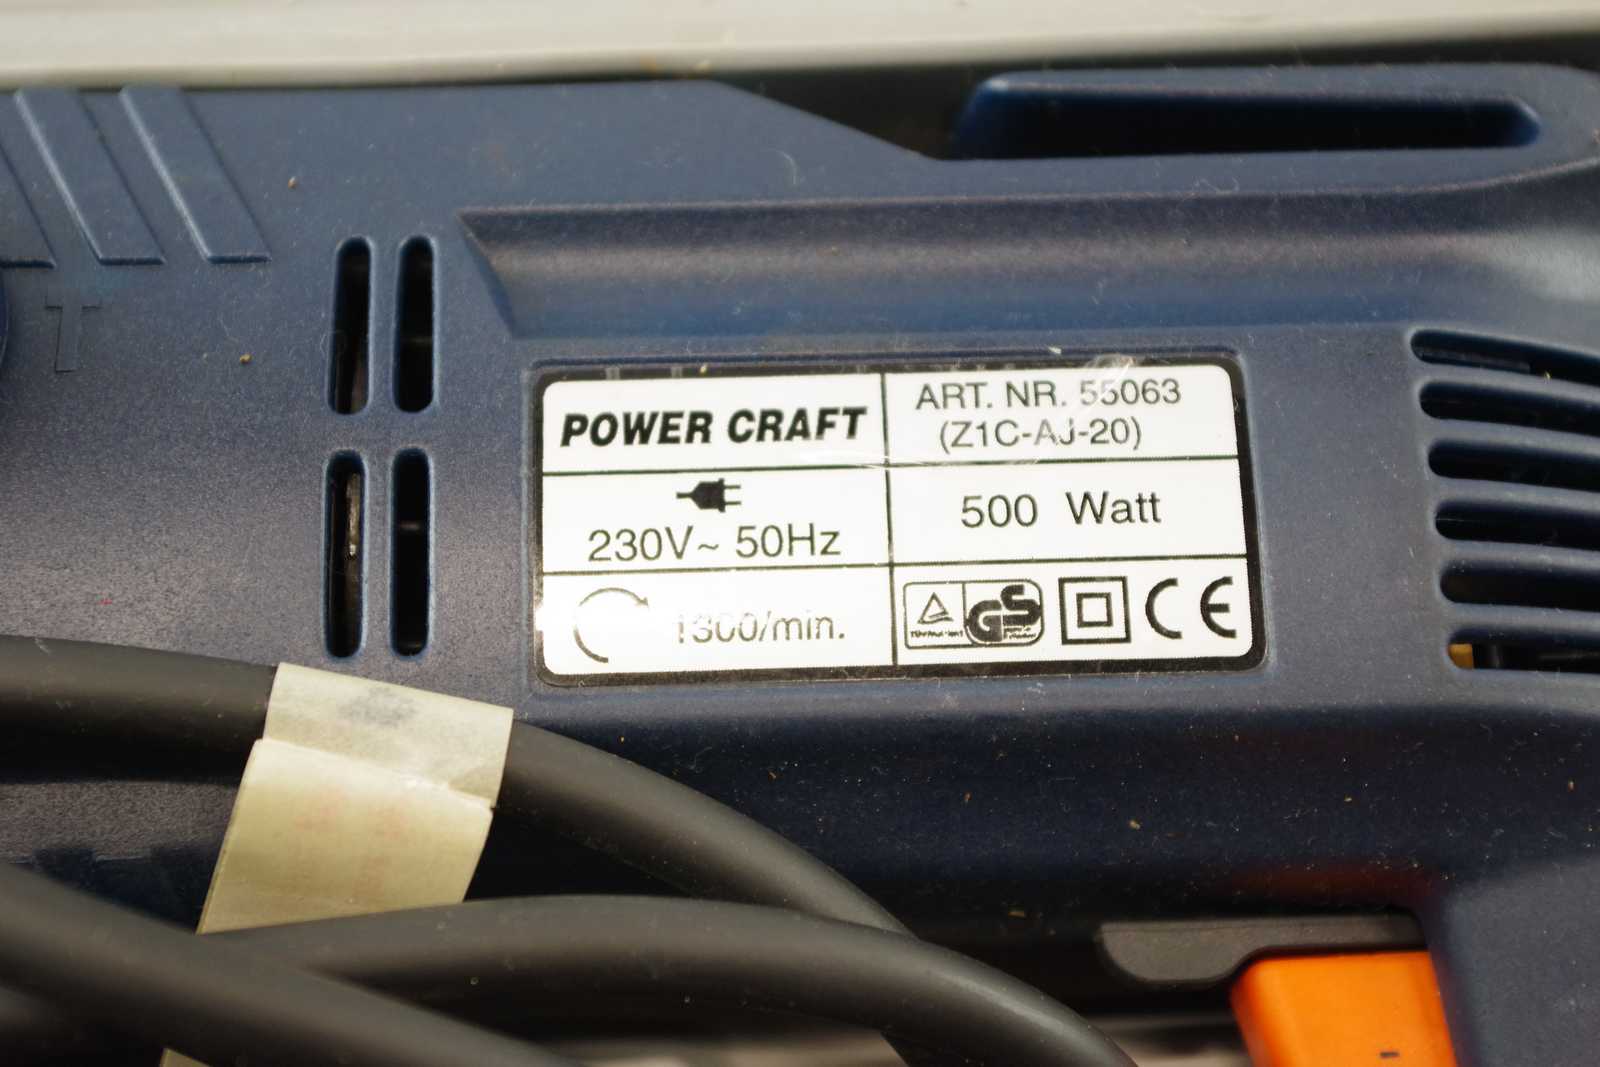 POWER CRAFT
ART. NR. 55063
(Z1C-AJ-20)
230V~ 50Hz
500 Watt
1300/min.
GS
CE
T